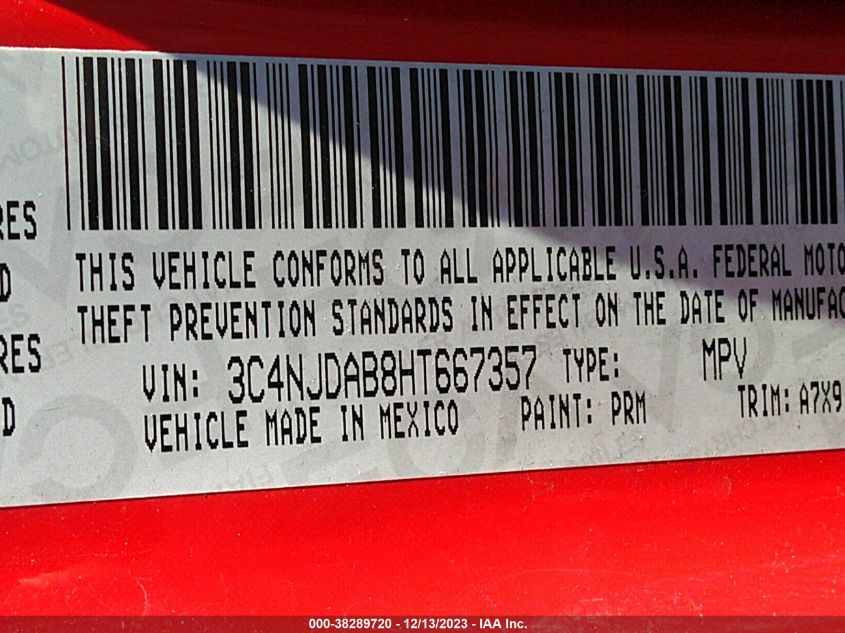 RES
D
RES
D
THIS VEHICLE CONFORMS TO ALL APPLICABLE U.S.A. FEDERAL MOTO
THEFT PREVENTION STANDARDS IN EFFECT ON THE DATE OF MANUFAC
VIN: 3C4NJDAB8HT667357 TYPE: MPV
VEHICLE MADE IN MEXICO PAINT: PRM TRIM: A7X9
000-38289720 - 12/13/2023 - IAA Inc.